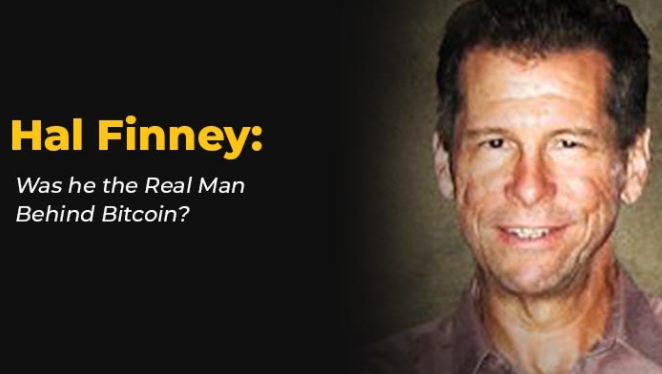 Hal Finney:
Was he the Real Man
Behind Bitcoin?